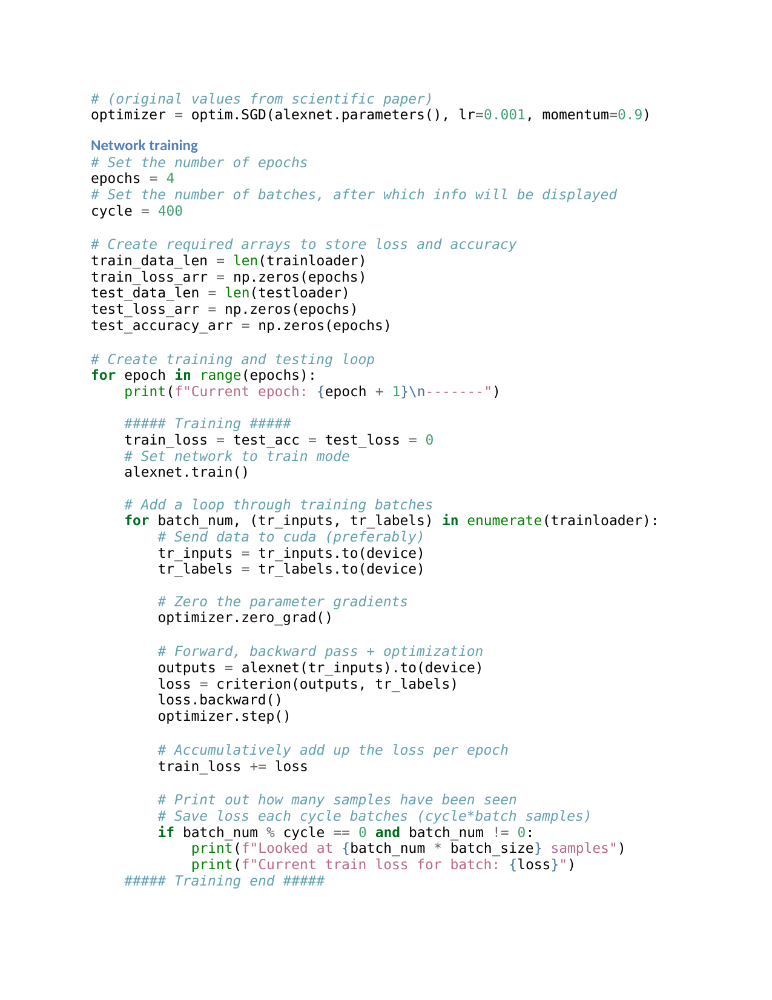 # (original values from scientific paper)
optimizer = optim.SGD(alexnet.parameters(), lr=0.001, momentum=0.9)
Network training
# Set the number of epochs
epochs = 4
# Set the number of batches, after which info will be displayed
cycle = 400
# Create required arrays to store loss and accuracy
train_data_len = len(trainloader)
train_loss_arr = np.zeros(epochs)
test_data_len = len(testloader)
test_loss_arr = np.zeros(epochs)
test_accuracy_arr = np.zeros(epochs)
# Create training and testing loop
for epoch in range(epochs):
    print(f"Current epoch: {epoch + 1}\n-------")
    ##### Training #####
    train_loss = test_acc = test_loss = 0
    # Set network to train mode
    alexnet.train()
    # Add a loop through training batches
    for batch_num, (tr_inputs, tr_labels) in enumerate(trainloader):
        # Send data to cuda (preferably)
        tr_inputs = tr_inputs.to(device)
        tr_labels = tr_labels.to(device)
        # Zero the parameter gradients
        optimizer.zero_grad()
        # Forward, backward pass + optimization
        outputs = alexnet(tr_inputs).to(device)
        loss = criterion(outputs, tr_labels)
        loss.backward()
        optimizer.step()
        # Accumulatively add up the loss per epoch
        train_loss += loss
        # Print out how many samples have been seen
        # Save loss each cycle batches (cycle*batch samples)
        if batch_num % cycle == 0 and batch_num != 0:
            print(f"Looked at {batch_num * batch_size} samples")
            print(f"Current train loss for batch: {loss}")
    ##### Training end #####